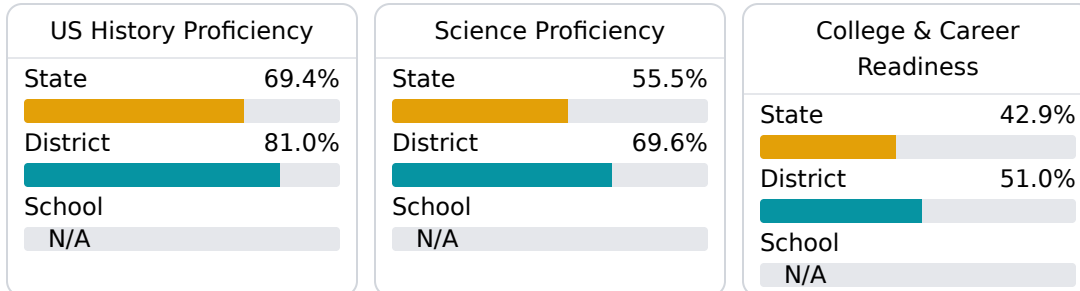 US History Proficiency
State 69.4%
District 81.0%
School
N/A
Science Proficiency
State 55.5%
District 69.6%
School
N/A
College & Career
Readiness
State 42.9%
District 51.0%
School
N/A